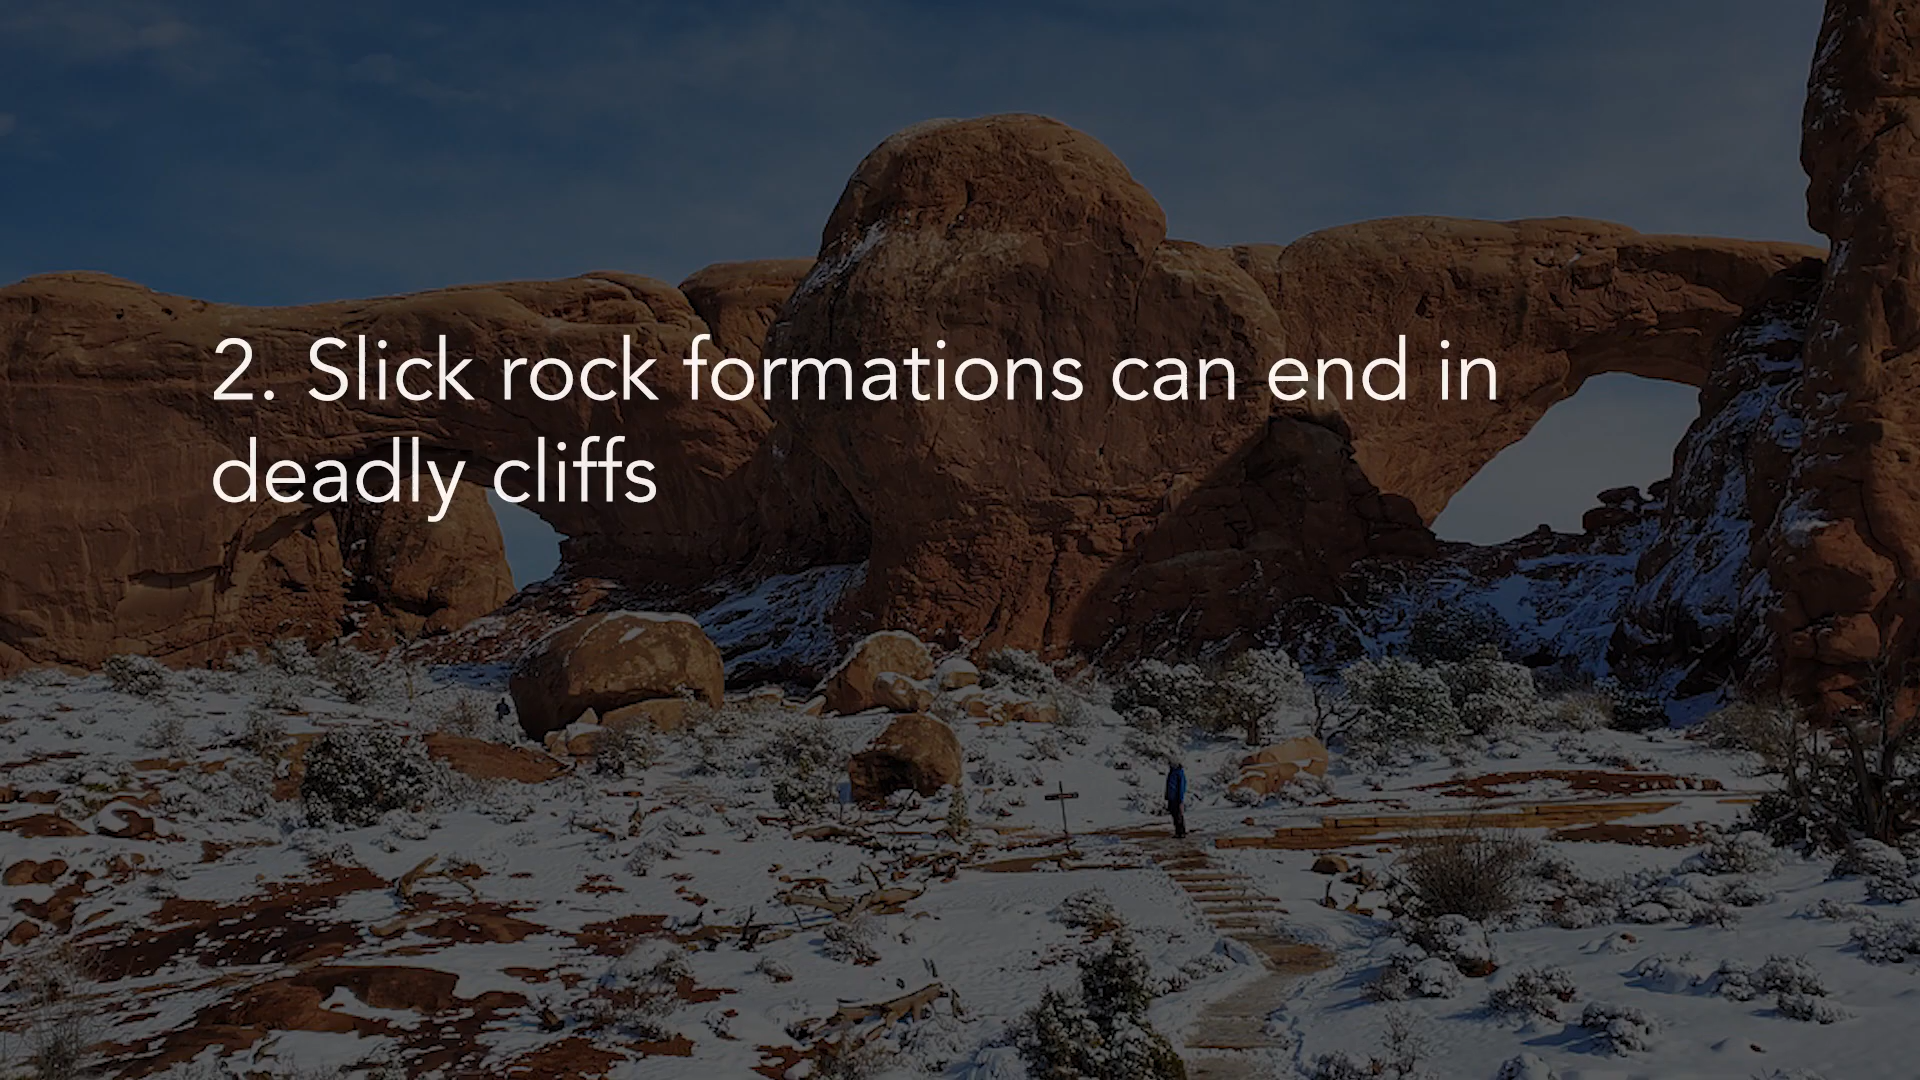 2. Slick rock formations can end in
deadly cliffs